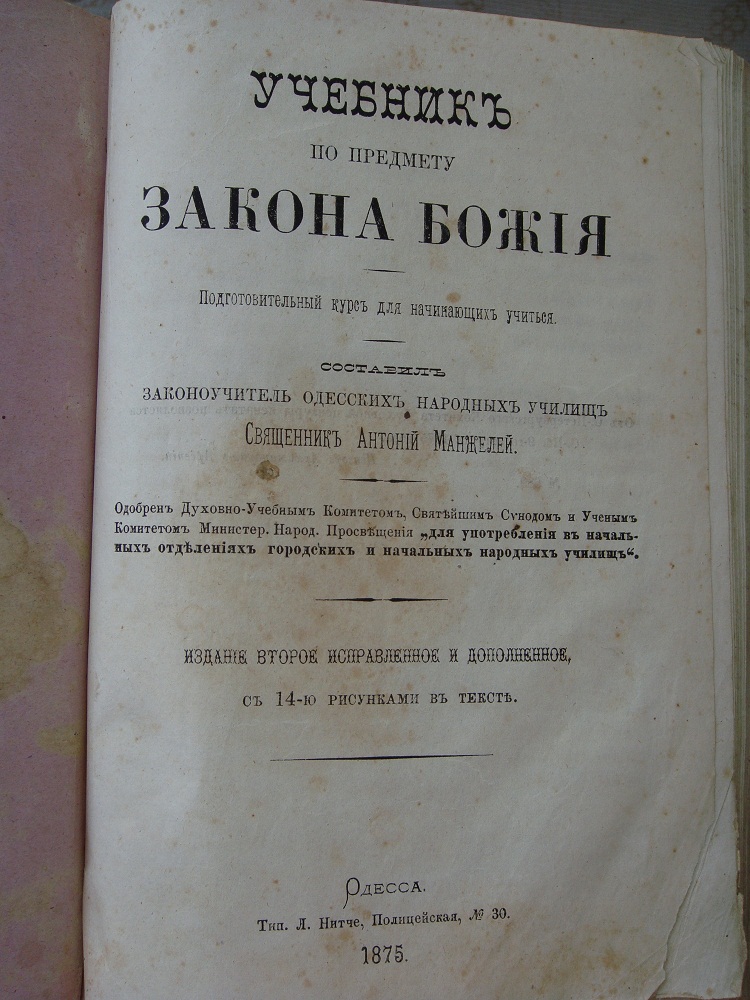 УЧЕБНИКЪ
ПО ПРЕДМЕТУ
ЗАКОНА БОЖІЯ
Подготовительный курсъ для начинающихъ учиться.
СОСТАВИЛЪ
ЗАКОНОУЧИТЕЛЬ ОДЕССКИХЪ НАРОДНЫХЪ УЧИЛИЩЪ
Священникъ Антоній Манжелей.
Одобренъ Духовно-Учебнымъ Комитетомъ, Святѣйшимъ Сѵнодомъ и Ученымъ
Комитетомъ Министер. Народ. Просвѣщенія „для употребленія въ началь-
ныхъ отдѣленіяхъ городскихъ и начальныхъ народныхъ училищъ“.
ИЗДАНІЕ ВТОРОЕ ИСПРАВЛЕННОЕ И ДОПОЛНЕННОЕ,
СЪ 14-Ю РИСУНКАМИ ВЪ ТЕКСТѢ.
Одесса.
Тип. Л. Нитче, Полицейская, № 30.
1875.